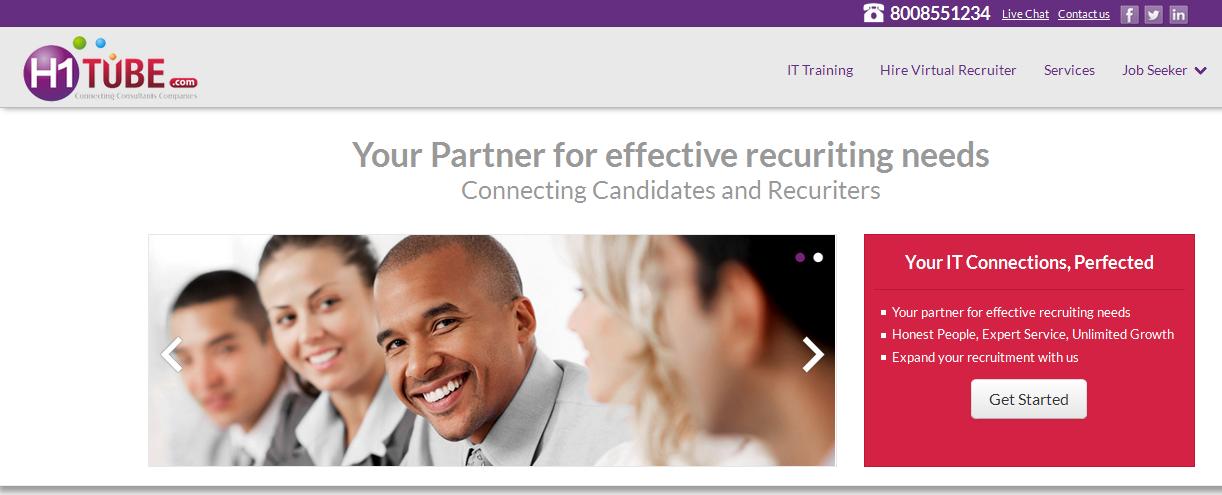 8008551234 Live Chat Contact us
H1 TUBE .com
Connecting Consultants Companies
IT Training Hire Virtual Recruiter Services Job Seeker
Your Partner for effective recuriting needs
Connecting Candidates and Recuriters
Your IT Connections, Perfected
Your partner for effective recruiting needs
Honest People, Expert Service, Unlimited Growth
Expand your recruitment with us
Get Started